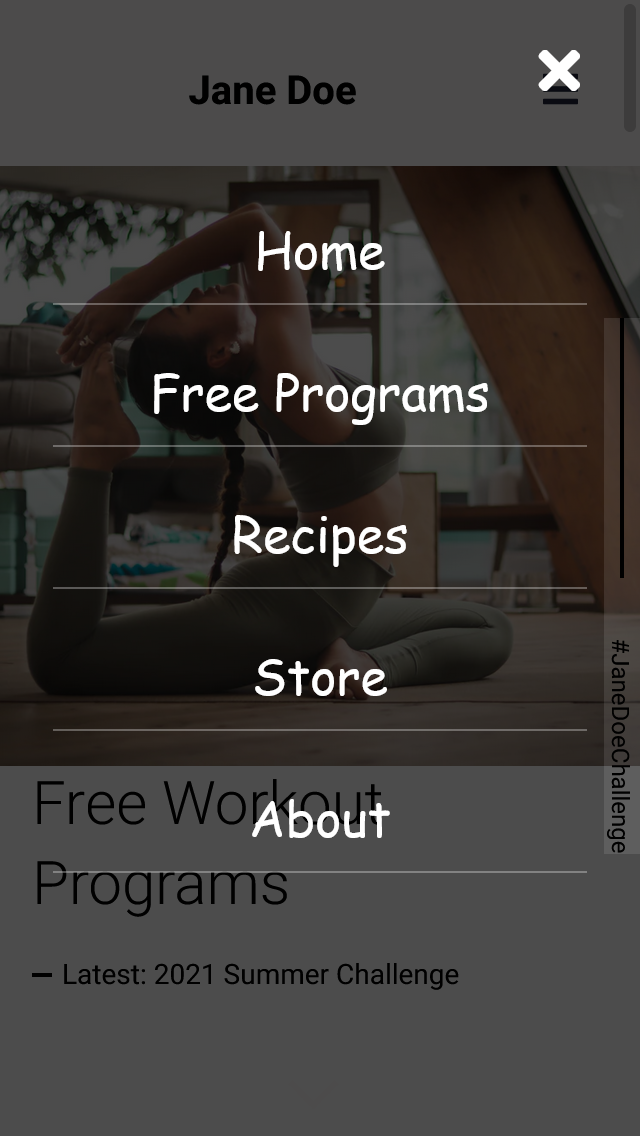 Jane Doe
Home
Free Programs
Recipes
Store
#JaneDoeChallenge
Free Workout
About
Programs
Latest: 2021 Summer Challenge